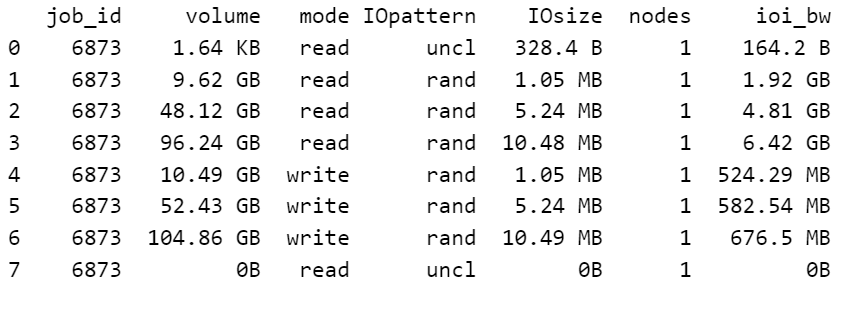 job_id volume mode IOpattern IOsize nodes ioi_bw
0 6873 1.64 KB read uncl 328.4 B 1 164.2 B
1 6873 9.62 GB read rand 1.05 MB 1 1.92 GB
2 6873 48.12 GB read rand 5.24 MB 1 4.81 GB
3 6873 96.24 GB read rand 10.48 MB 1 6.42 GB
4 6873 10.49 GB write rand 1.05 MB 1 524.29 MB
5 6873 52.43 GB write rand 5.24 MB 1 582.54 MB
6 6873 104.86 GB write rand 10.49 MB 1 676.5 MB
7 6873 0B read uncl 0B 1 0B